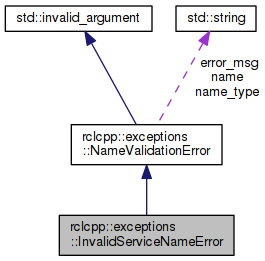 std::invalid_argument
std::string
error_msg
name
name_type
rclcpp::exceptions
::NameValidationError
rclcpp::exceptions
::InvalidServiceNameError